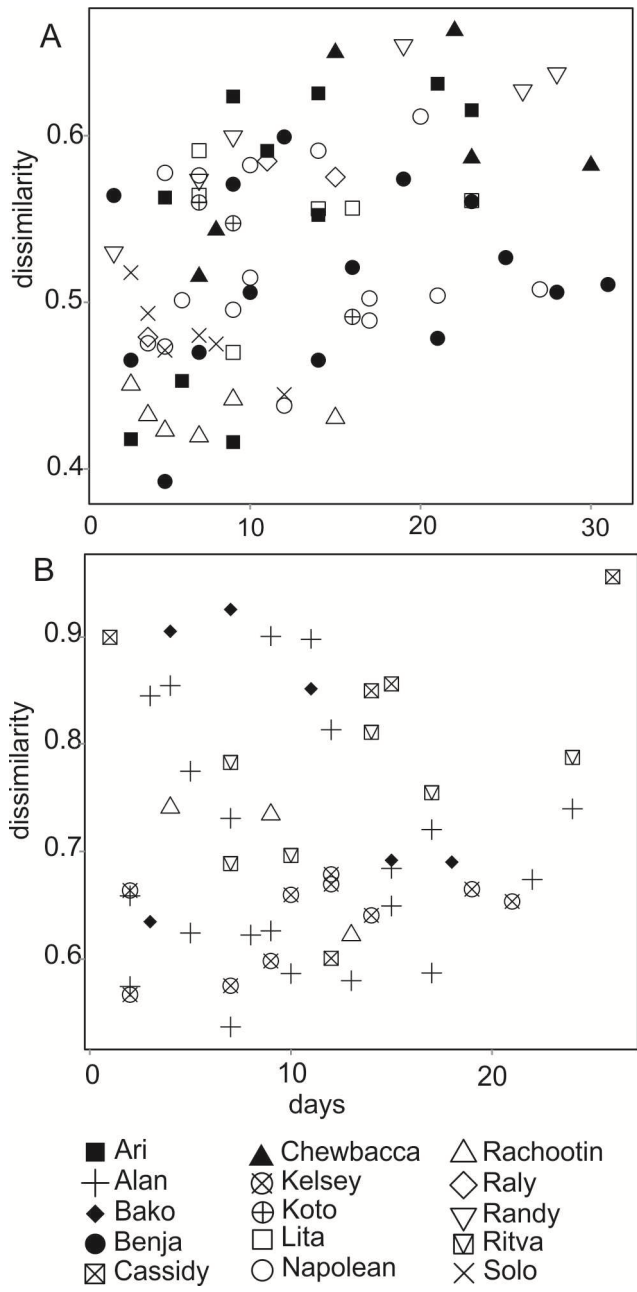 A
0.6
0.5
0.4
dissimilarity
0 10 20 30
B
0.9
0.8
0.7
0.6
dissimilarity
0 10 20
days
Ari Chewbacca Rachootin
Alan Kelsey Raly
Bako Koto Randy
Benja Lita Ritva
Cassidy Napolean Solo